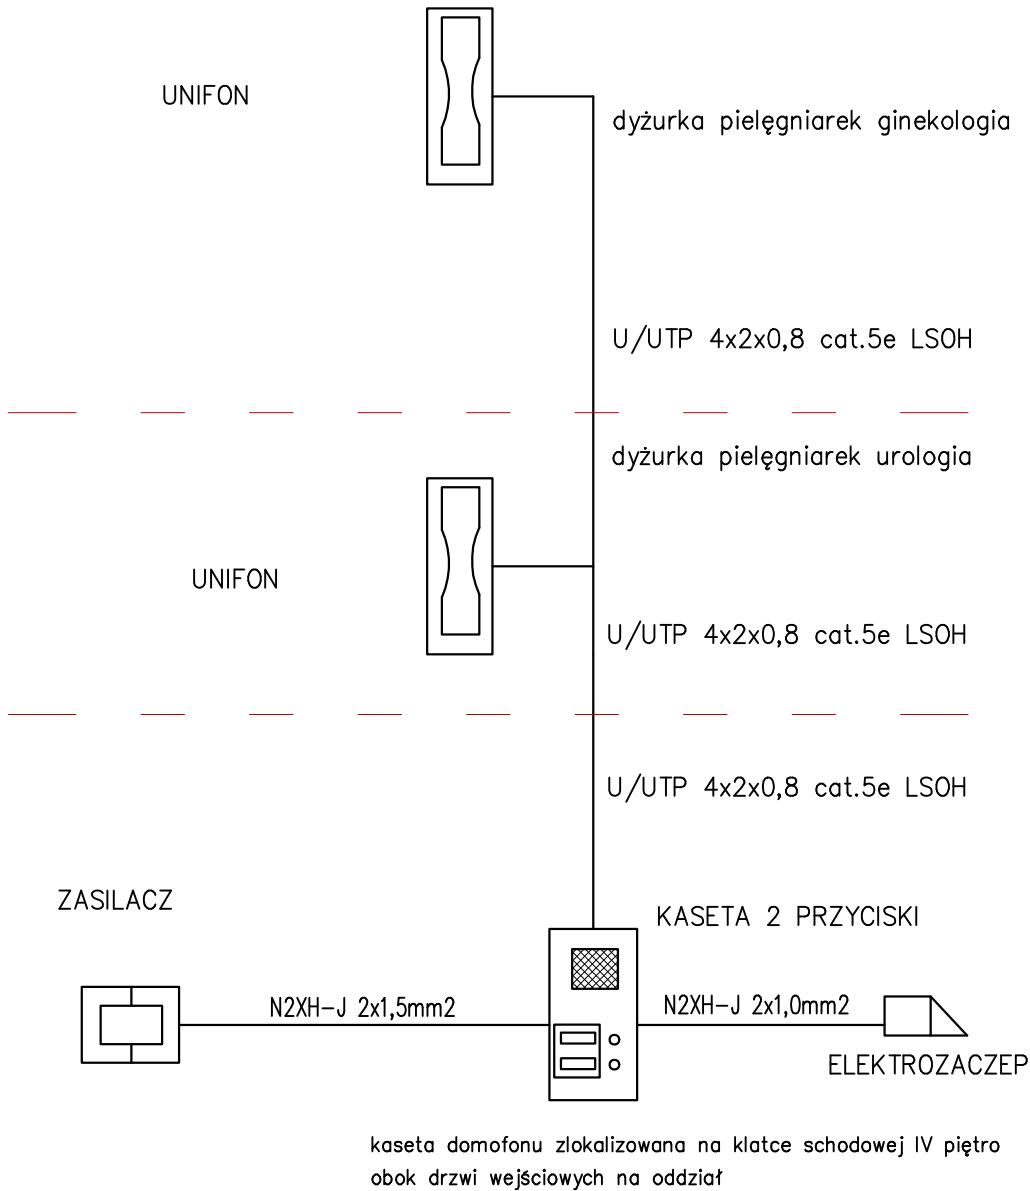 UNIFON
dyżurka pielęgniarek ginekologia
U/UTP 4x2x0,8 cat.5e LSOH
dyżurka pielęgniarek urologia
UNIFON
U/UTP 4x2x0,8 cat.5e LSOH
U/UTP 4x2x0,8 cat.5e LSOH
ZASILACZ
KASETA 2 PRZYCISKI
N2XH-J 2x1,5mm2
N2XH-J 2x1,0mm2
ELEKTROZACZEP
kaseta domofonu zlokalizowana na klatce schodowej IV piętro
obok drzwi wejściowych na oddział